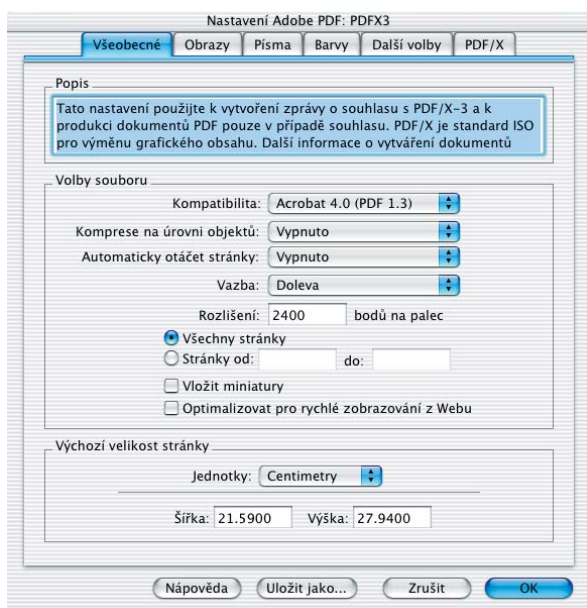 Nastavení Adobe PDF: PDFX3
Všeobecné Obrazy Písma Barvy Další volby PDF/X
Popis
Tato nastavení použijte k vytvoření zprávy o souhlasu s PDF/X-3 a k
produkci dokumentů PDF pouze v případě souhlasu. PDF/X je standard ISO
pro výměnu grafického obsahu. Další informace o vytváření dokumentů
Volby souboru
Kompatibilita: Acrobat 4.0 (PDF 1.3)
Komprese na úrovni objektů: Vypnuto
Automaticky otáčet stránky: Vypnuto
Vazba: Doleva
Rozlišení: 2400 bodů na palec
Všechny stránky
Stránky od: do:
Vložit miniatury
Optimalizovat pro rychlé zobrazování z Webu
Výchozí velikost stránky
Jednotky: Centimetry
Šířka: 21.5900 Výška: 27.9400
Nápověda Uložit jako... Zrušit OK